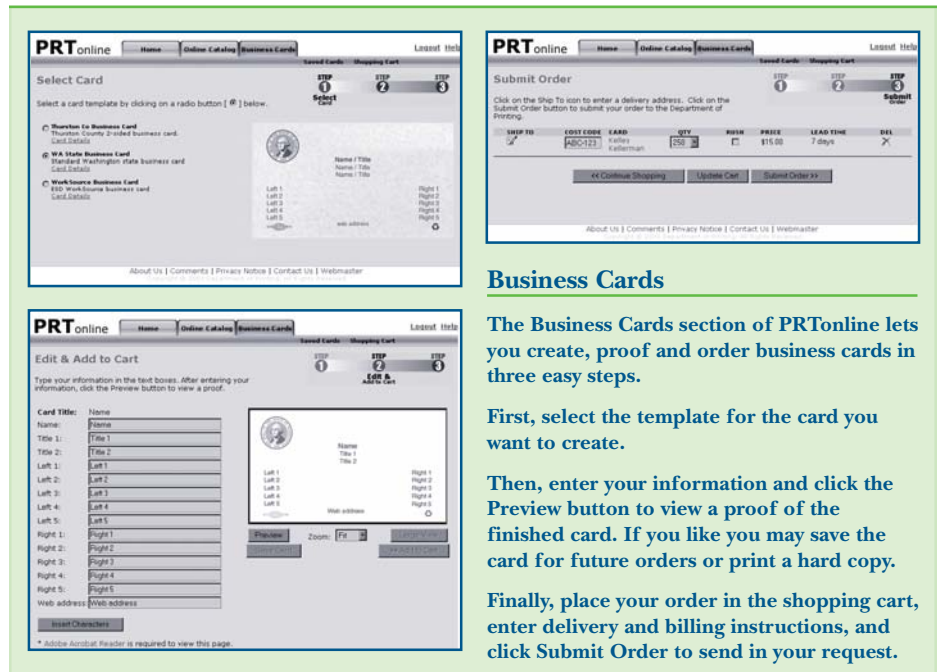 PRTonline Home Online Catalog Business Cards Logout Help
Saved Cards Shopping Cart
Select Card
STEP 1 STEP 2 STEP 3
Select Card
Select a card template by clicking on a radio button [ ] below.
Thurston Co Business Card
Thurston County 2-sided business card.
Card Details
WA State Business Card
Standard Washington state business card
Card Details
WorkSource Business Card
ESD WorkSource business card
Card Details
Name / Title
Name / Title
Name / Title
Left 1 Right 1
Left 2 Right 2
Left 3 Right 3
Left 4 Right 4
Left 5 Right 5
web address
About Us | Comments | Privacy Notice | Contact Us | Webmaster
PRTonline Home Online Catalog Business Cards Logout Help
Saved Cards Shopping Cart
Edit & Add to Cart
STEP 1 STEP 2 STEP 3
Edit & Add to Cart
Type your information in the text boxes. After entering your
information, click the Preview button to view a proof.
Card Title: Name
Name: Name
Title 1: Title 1
Title 2: Title 2
Left 1: Left 1
Left 2: Left 2
Left 3: Left 3
Left 4: Left 4
Left 5: Left 5
Right 1: Right 1
Right 2: Right 2
Right 3: Right 3
Right 4: Right 4
Right 5: Right 5
Web address: Web address
Insert Characters
* Adobe Acrobat Reader is required to view this page.
Name
Title 1
Title 2
Left 1 Right 1
Left 2 Right 2
Left 3 Right 3
Left 4 Right 4
Left 5 Right 5
Web address
Preview Zoom: Fit
Save Card >> Add to Cart
PRTonline Home Online Catalog Business Cards Logout Help
Saved Cards Shopping Cart
Submit Order
STEP 1 STEP 2 STEP 3
Submit Order
Click on the Ship To icon to enter a delivery address. Click on the
Submit Order button to submit your order to the Department of
Printing.
SHIP TO COST CODE CARD QTY RUSH PRICE LEAD TIME DEL
ABC-123 Kelley 250 $15.00 7 days
Kellerman
<< Continue Shopping Update Cart Submit Order >>
About Us | Comments | Privacy Notice | Contact Us | Webmaster
Business Cards
The Business Cards section of PRTonline lets
you create, proof and order business cards in
three easy steps.
First, select the template for the card you
want to create.
Then, enter your information and click the
Preview button to view a proof of the
finished card. If you like you may save the
card for future orders or print a hard copy.
Finally, place your order in the shopping cart,
enter delivery and billing instructions, and
click Submit Order to send in your request.